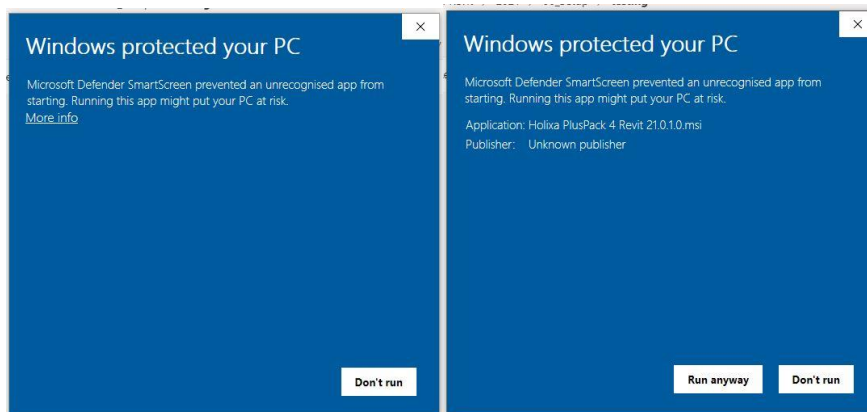 Windows protected your PC
Microsoft Defender SmartScreen prevented an unrecognised app from
starting. Running this app might put your PC at risk.
More info
Don't run
Windows protected your PC
Microsoft Defender SmartScreen prevented an unrecognised app from
starting. Running this app might put your PC at risk.
Application: Holixa PlusPack 4 Revit 21.0.1.0.msi
Publisher: Unknown publisher
Run anyway Don't run